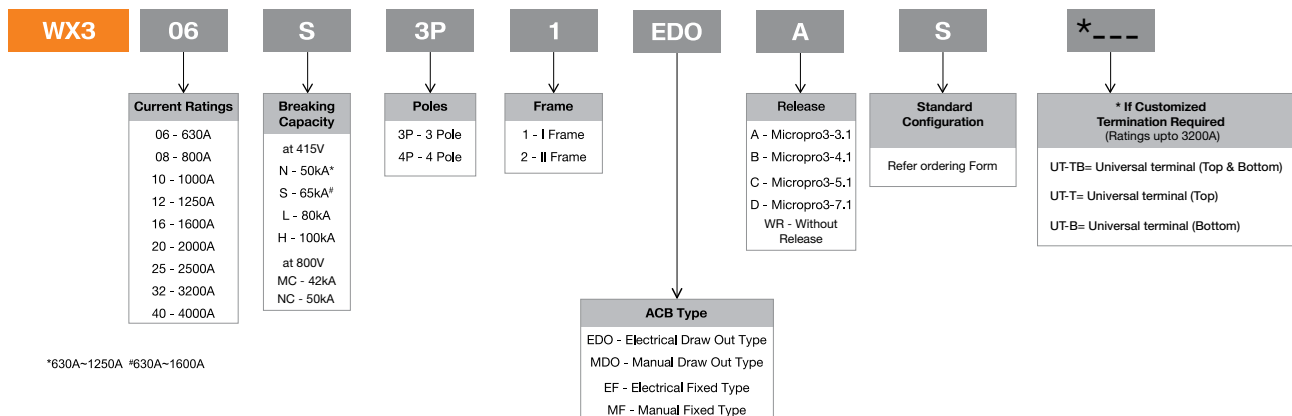 WX3 06 S 3P 1 EDO A S *___
Current Ratings
06 - 630A
08 - 800A
10 - 1000A
12 - 1250A
16 - 1600A
20 - 2000A
25 - 2500A
32 - 3200A
40 - 4000A
Breaking
Capacity
at 415V
N - 50kA*
S - 65kA#
L - 80kA
H - 100kA
at 800V
MC - 42kA
NC - 50kA
Poles
3P - 3 Pole
4P - 4 Pole
Frame
1 - I Frame
2 - II Frame
Release
A - Micropro3-3.1
B - Micropro3-4.1
C - Micropro3-5.1
D - Micropro3-7.1
WR - Without
Release
Standard
Configuration
Refer ordering Form
* If Customized
Termination Required
(Ratings upto 3200A)
UT-TB= Universal terminal (Top & Bottom)
UT-T= Universal terminal (Top)
UT-B= Universal terminal (Bottom)
ACB Type
EDO - Electrical Draw Out Type
MDO - Manual Draw Out Type
EF - Electrical Fixed Type
MF - Manual Fixed Type
*630A~1250A #630A~1600A